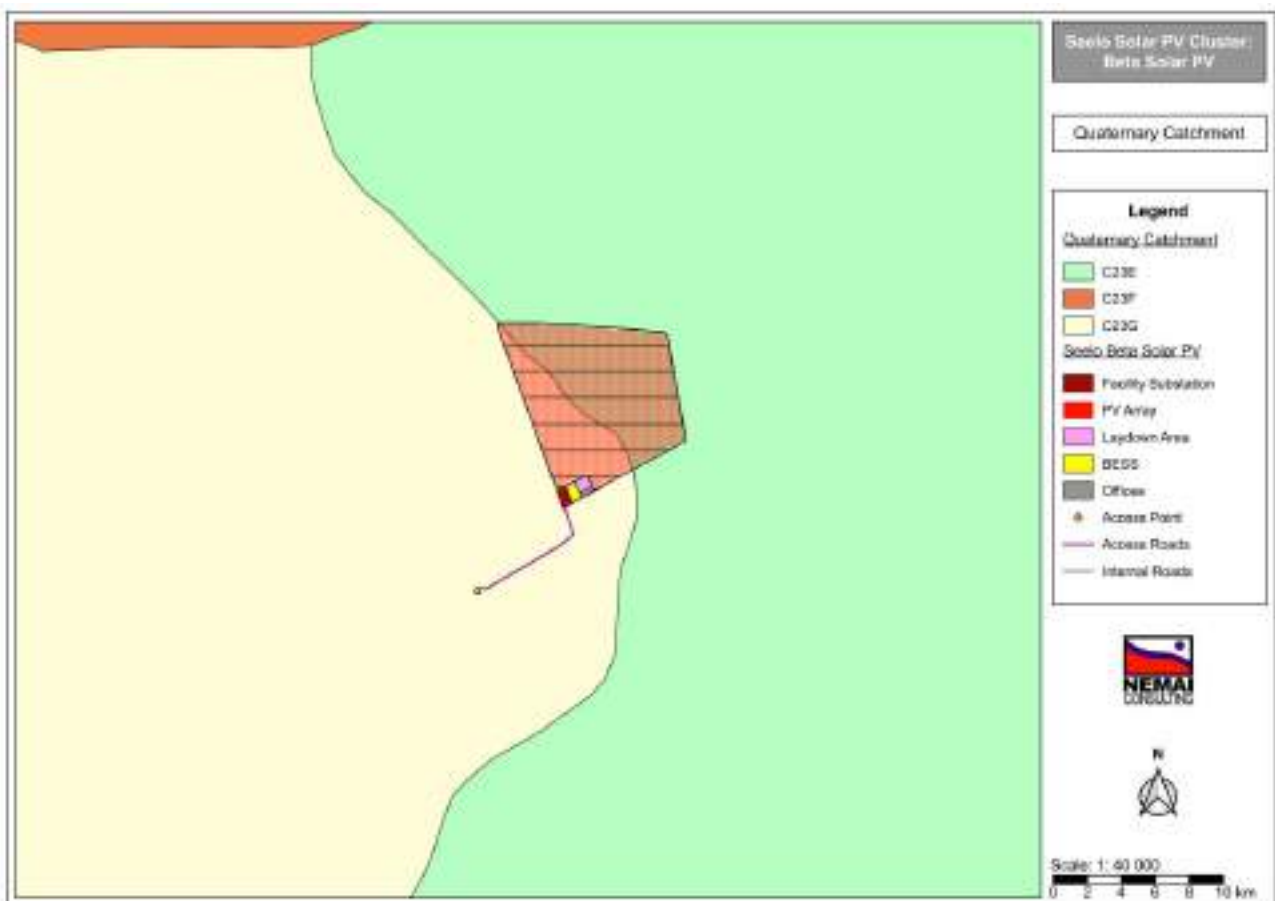 Seelo Solar PV Cluster:
Beta Solar PV
Quaternary Catchment
Legend
Quaternary Catchment
C23E
C23F
C23G
Seelo Beta Solar PV
Facility Substation
PV Array
Laydown Area
BESS
Offices
Access Point
Access Roads
Internal Roads
NEMAI
CONSULTING
N
Scale: 1: 40 000
0 2 4 6 8 10 km